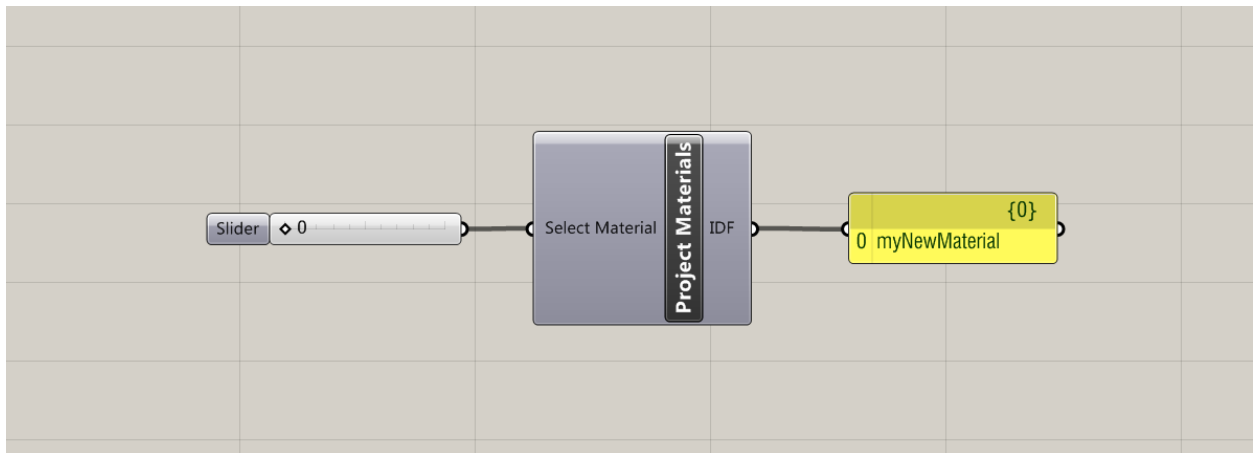 Slider 0
Select Material
Project Materials
IDF
{0}
0 myNewMaterial